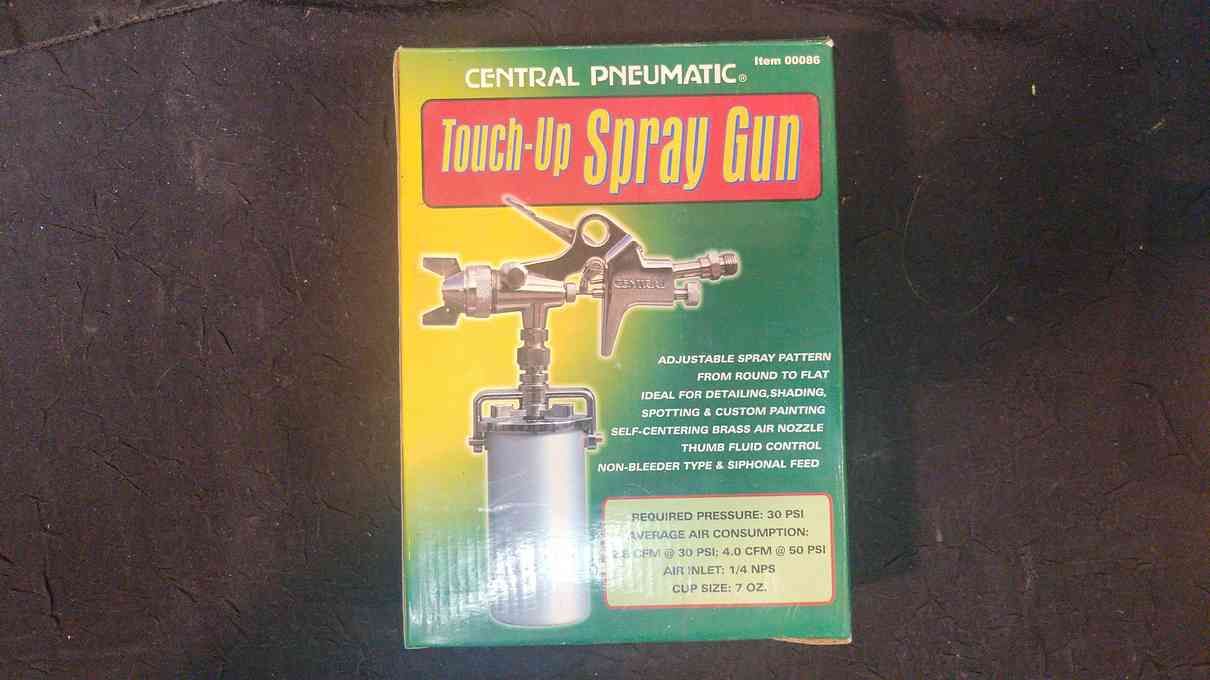 CENTRAL PNEUMATIC®
Item 00086
Touch-Up Spray Gun
CENTRAL
ADJUSTABLE SPRAY PATTERN
FROM ROUND TO FLAT
IDEAL FOR DETAILING,SHADING,
SPOTTING & CUSTOM PAINTING
SELF-CENTERING BRASS AIR NOZZLE
THUMB FLUID CONTROL
NON-BLEEDER TYPE & SIPHONAL FEED
REQUIRED PRESSURE: 30 PSI
AVERAGE AIR CONSUMPTION:
CFM @ 30 PSI; 4.0 CFM @ 50 PSI
AIR INLET: 1/4 NPS
CUP SIZE: 7 OZ.